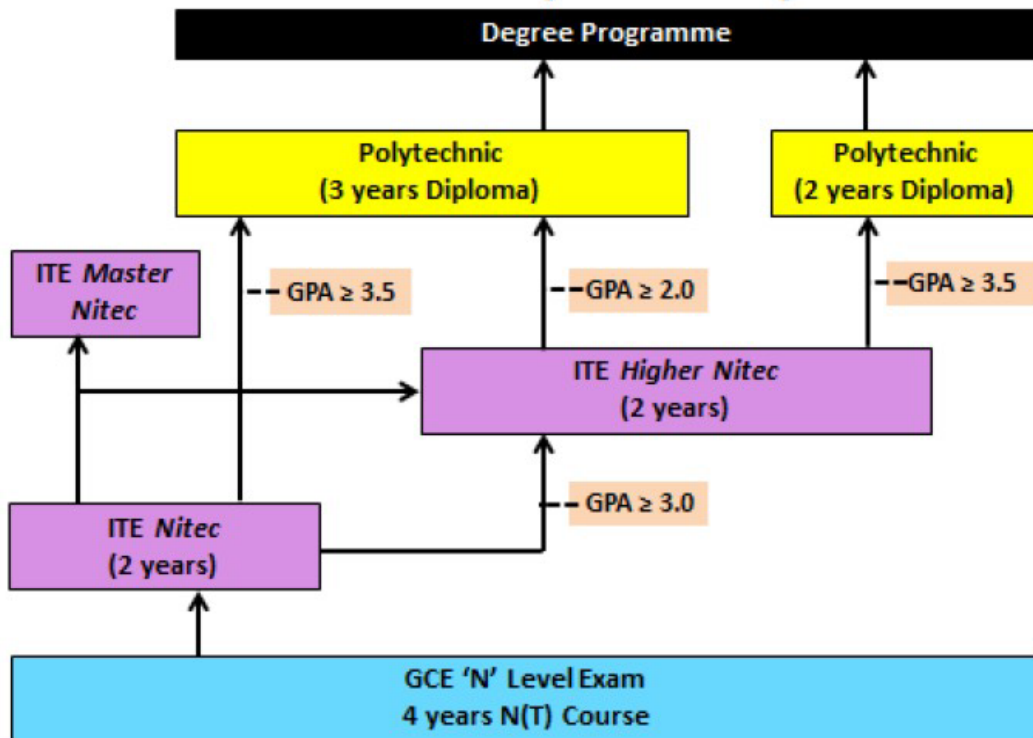 Degree Programme
Polytechnic
(3 years Diploma)
Polytechnic
(2 years Diploma)
ITE Master
Nitec
GPA ≥ 3.5
GPA ≥ 2.0
GPA ≥ 3.5
ITE Higher Nitec
(2 years)
GPA ≥ 3.0
ITE Nitec
(2 years)
GCE ‘N’ Level Exam
4 years N(T) Course